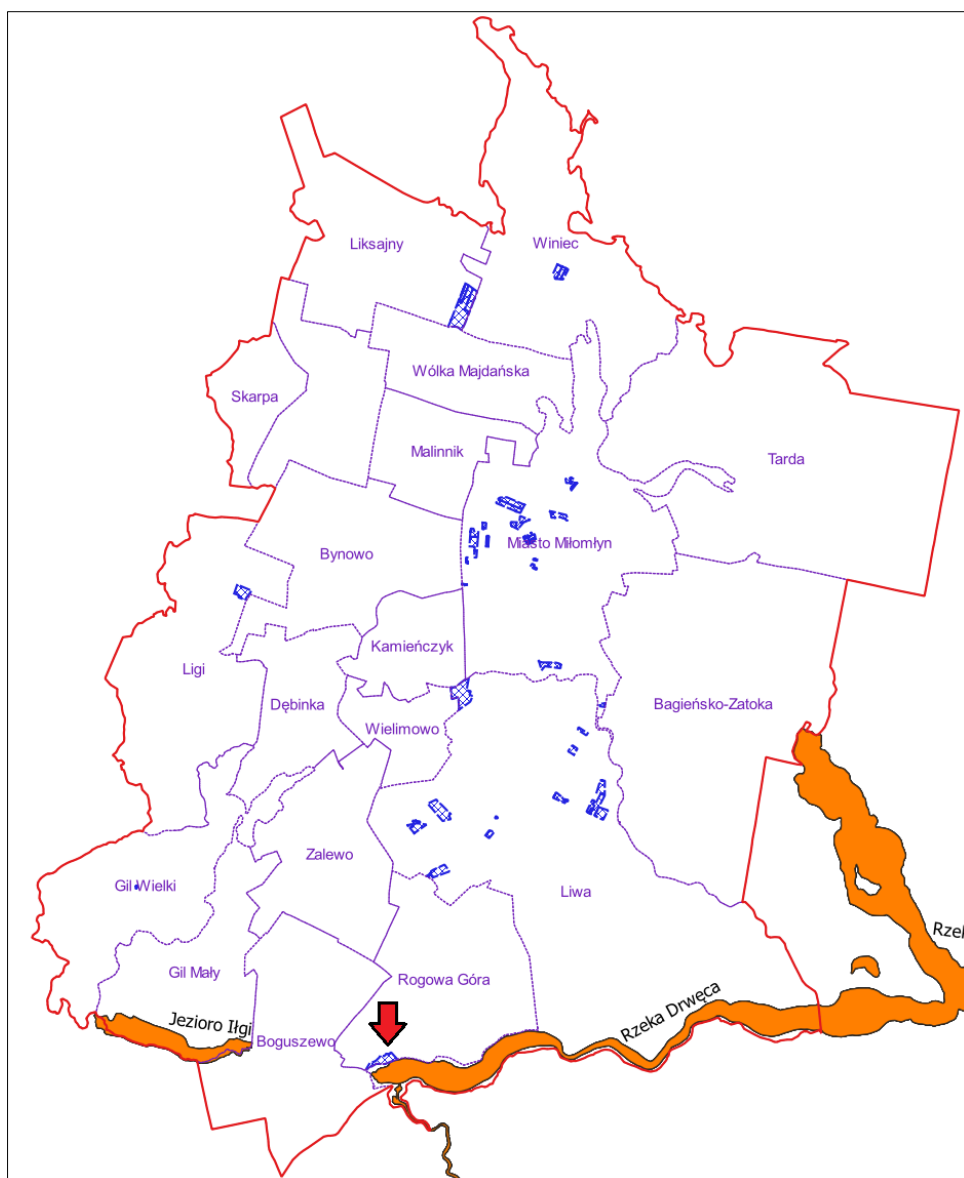 Liksajny
Winiec
Wólka Majdańska
Skarpa
Malinnik
Tarda
Miasto Miłomłyn
Bynowo
Kamieńczyk
Ligi
Dębinka
Bagieńsko-Zatoka
Wielimowo
Zalewo
Gil Wielki
Liwa
Rzek
Gil Mały
Rogowa Góra
Rzeka Drwęca
Jezioro Iłgi
Boguszewo